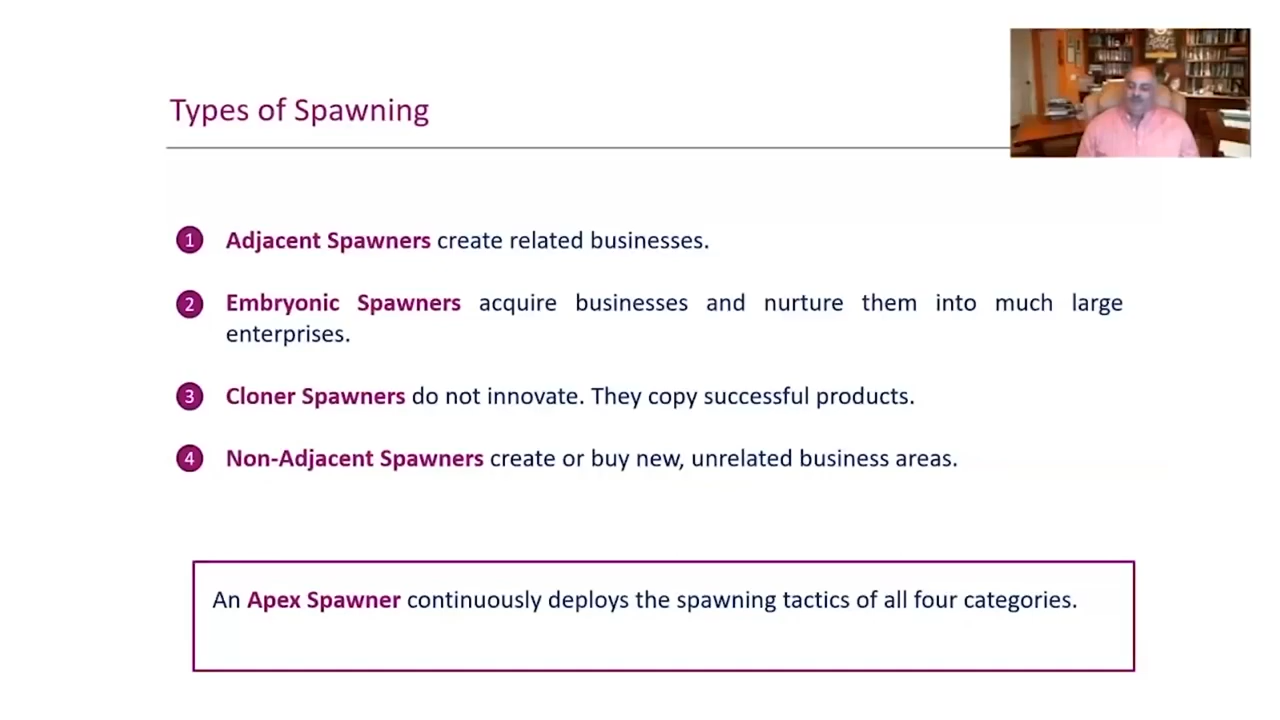 Types of Spawning
1 Adjacent Spawners create related businesses.
2 Embryonic Spawners acquire businesses and nurture them into much large
enterprises.
3 Cloner Spawners do not innovate. They copy successful products.
4 Non-Adjacent Spawners create or buy new, unrelated business areas.
An Apex Spawner continuously deploys the spawning tactics of all four categories.